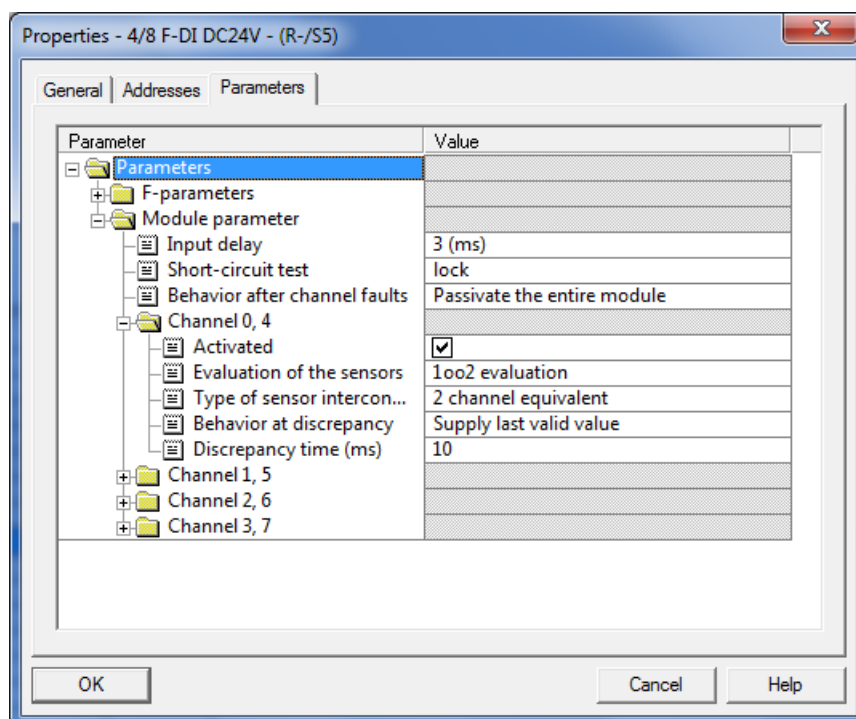 Properties - 4/8 F-DI DC24V - (R-/S5)
General Addresses Parameters
Parameter Value
Parameters
F-parameters
Module parameter
Input delay 3 (ms)
Short-circuit test lock
Behavior after channel faults Passivate the entire module
Channel 0, 4
Activated
Evaluation of the sensors 1oo2 evaluation
Type of sensor intercon... 2 channel equivalent
Behavior at discrepancy Supply last valid value
Discrepancy time (ms) 10
Channel 1, 5
Channel 2, 6
Channel 3, 7
OK Cancel Help